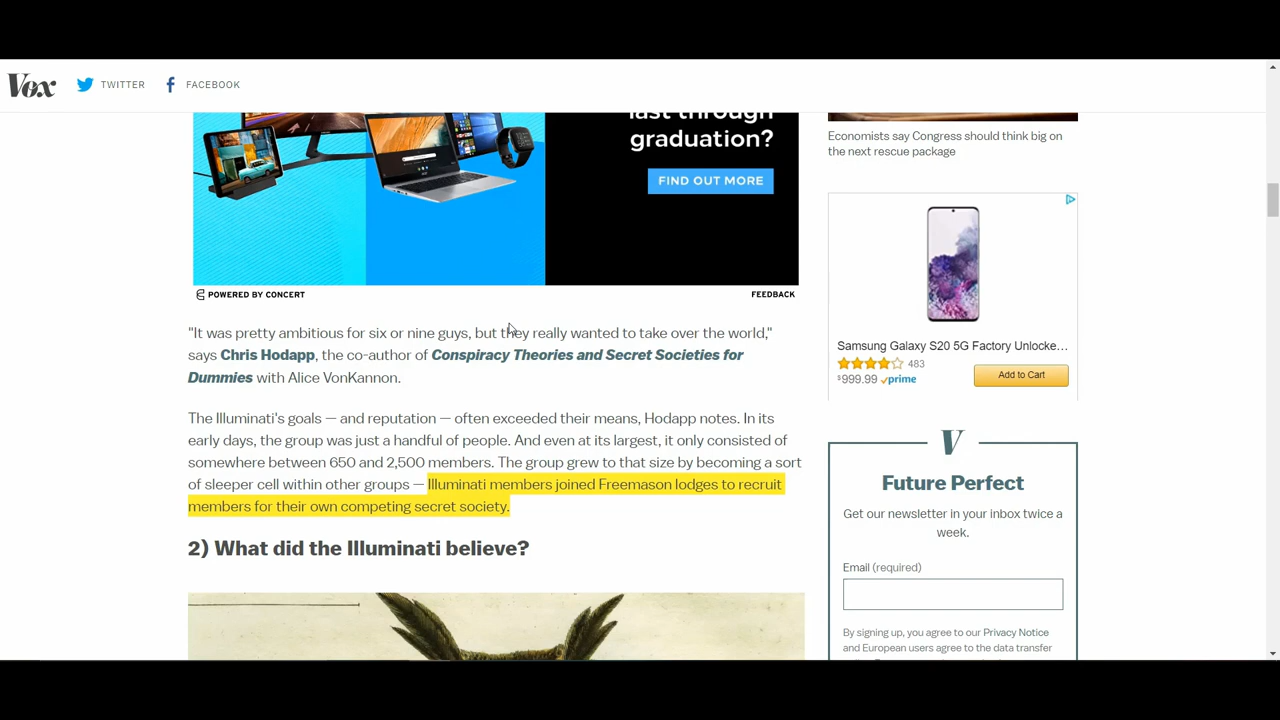 Vox
TWITTER
FACEBOOK
last through
graduation?
FIND OUT MORE
POWERED BY CONCERT
FEEDBACK
"It was pretty ambitious for six or nine guys, but they really wanted to take over the world,"
says Chris Hodapp, the co-author of Conspiracy Theories and Secret Societies for
Dummies with Alice VonKannon.
The Illuminati's goals — and reputation — often exceeded their means, Hodapp notes. In its
early days, the group was just a handful of people. And even at its largest, it only consisted of
somewhere between 650 and 2,500 members. The group grew to that size by becoming a sort
of sleeper cell within other groups — Illuminati members joined Freemason lodges to recruit
members for their own competing secret society.
2) What did the Illuminati believe?
Economists say Congress should think big on
the next rescue package
Samsung Galaxy S20 5G Factory Unlocke...
483
$999.99 prime
Add to Cart
V
Future Perfect
Get our newsletter in your inbox twice a
week.
Email (required)
By signing up, you agree to our Privacy Notice
and European users agree to the data transfer